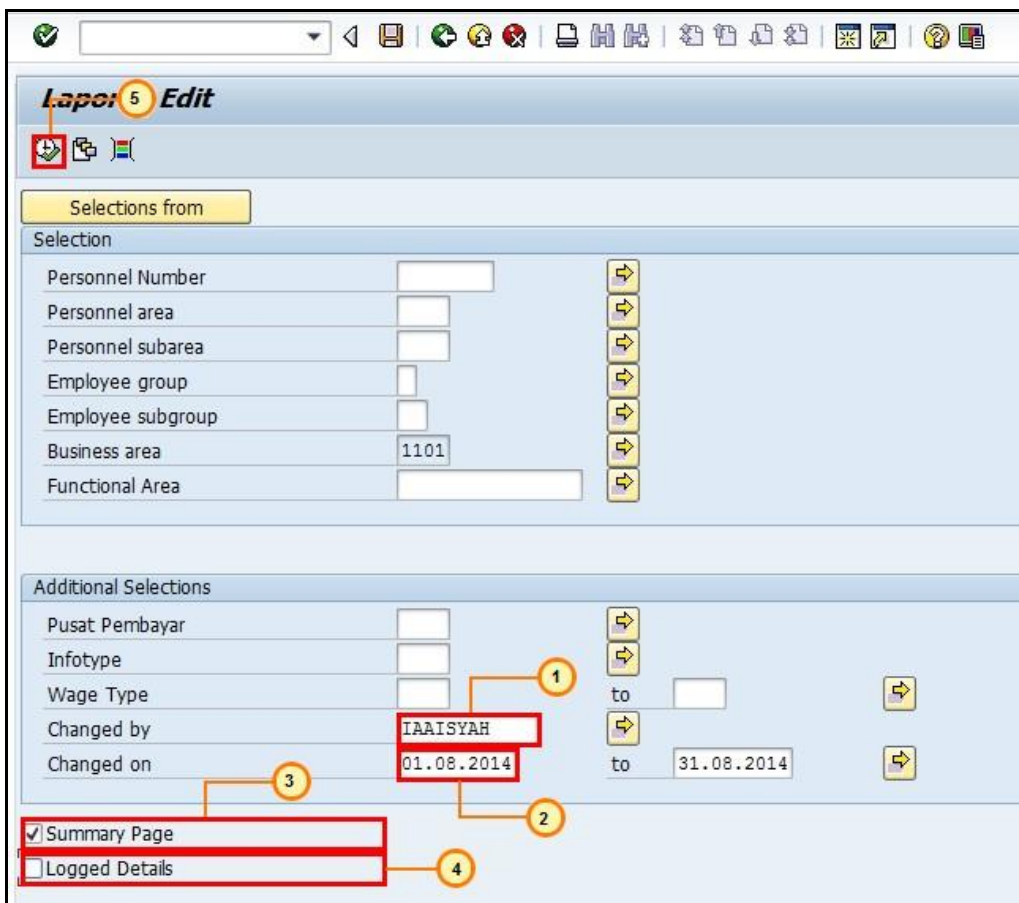 Lapor 5 Edit
Selections from
Selection
Personnel Number
Personnel area
Personnel subarea
Employee group
Employee subgroup
Business area 1101
Functional Area
Additional Selections
Pusat Pembayar
Infotype
1
Wage Type to
Changed by IAAISYAH
Changed on 01.08.2014 to 31.08.2014
3
2
Summary Page
Logged Details
4